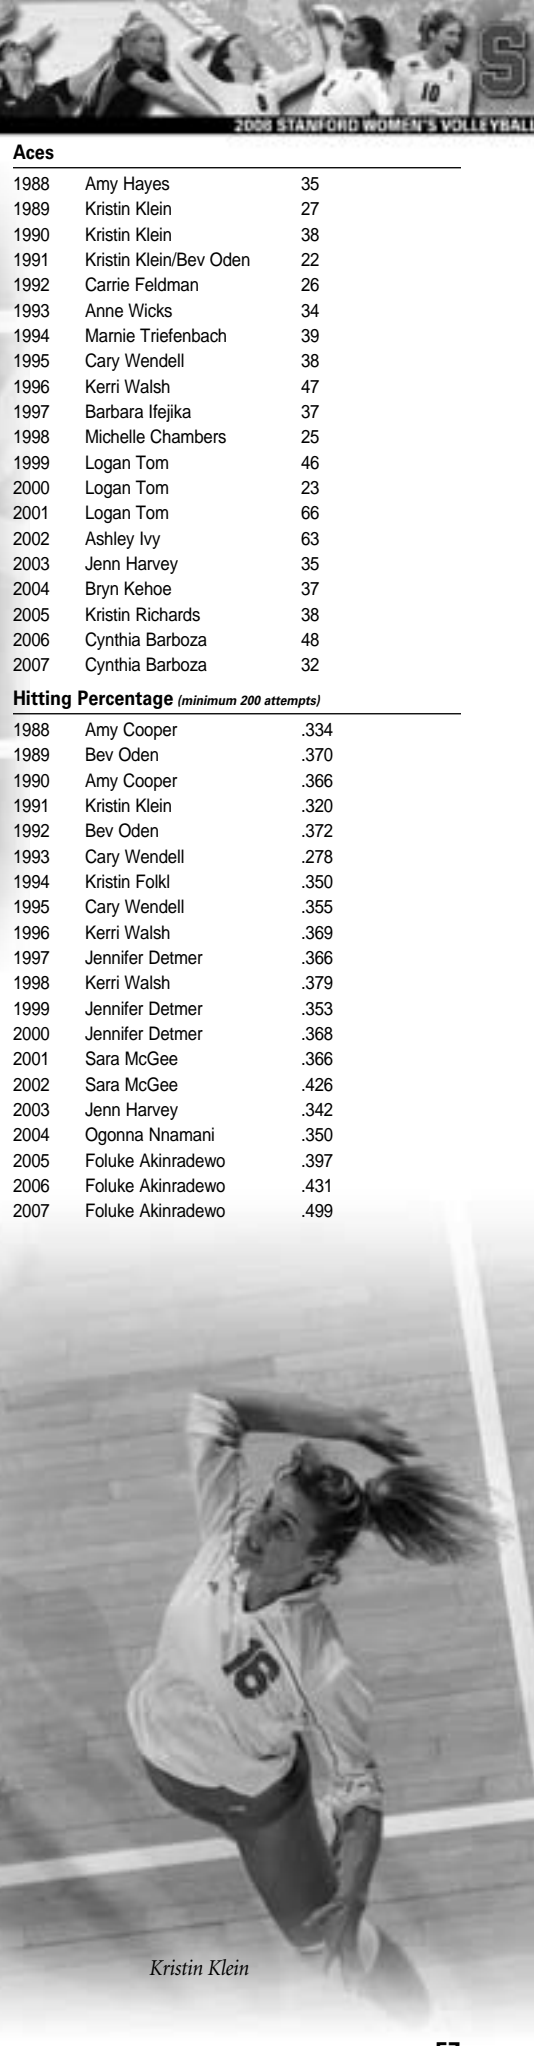 S
10
2008 STANFORD WOMEN'S VOLLEYBALL
Aces
1988 Amy Hayes 35
1989 Kristin Klein 27
1990 Kristin Klein 38
1991 Kristin Klein/Bev Oden 22
1992 Carrie Feldman 26
1993 Anne Wicks 34
1994 Marnie Triefenbach 39
1995 Cary Wendell 38
1996 Kerri Walsh 47
1997 Barbara Ifejika 37
1998 Michelle Chambers 25
1999 Logan Tom 46
2000 Logan Tom 23
2001 Logan Tom 66
2002 Ashley Ivy 63
2003 Jenn Harvey 35
2004 Bryn Kehoe 37
2005 Kristin Richards 38
2006 Cynthia Barboza 48
2007 Cynthia Barboza 32
Hitting Percentage (minimum 200 attempts)
1988 Amy Cooper .334
1989 Bev Oden .370
1990 Amy Cooper .366
1991 Kristin Klein .320
1992 Bev Oden .372
1993 Cary Wendell .278
1994 Kristin Folkl .350
1995 Cary Wendell .355
1996 Kerri Walsh .369
1997 Jennifer Detmer .366
1998 Kerri Walsh .379
1999 Jennifer Detmer .353
2000 Jennifer Detmer .368
2001 Sara McGee .366
2002 Sara McGee .426
2003 Jenn Harvey .342
2004 Ogonna Nnamani .350
2005 Foluke Akinradewo .397
2006 Foluke Akinradewo .431
2007 Foluke Akinradewo .499
16
Kristin Klein